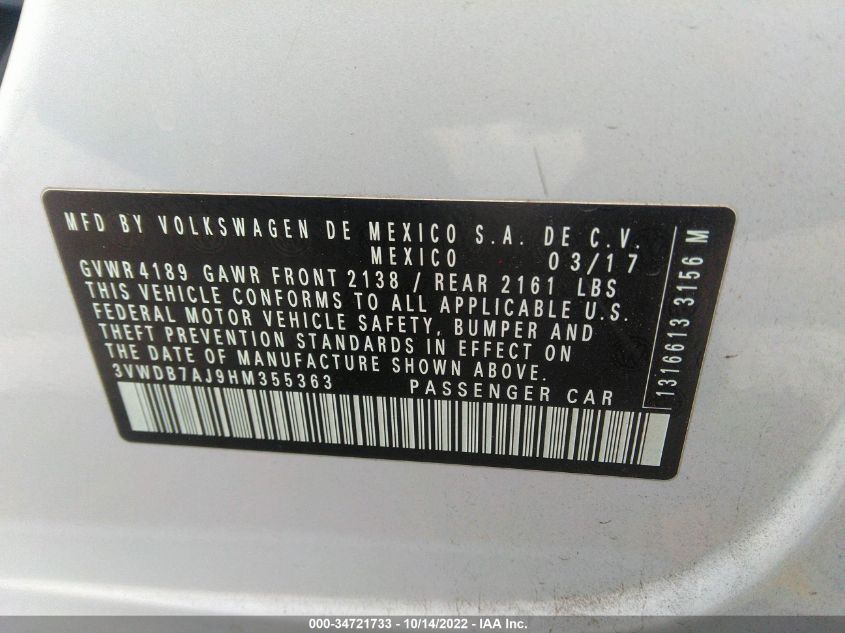 MFD BY VOLKSWAGEN DE MEXICO S.A. DE C.V.
MEXICO 03/17
GVWR 4189 GAWR FRONT 2138 / REAR 2161 LBS
THIS VEHICLE CONFORMS TO ALL APPLICABLE U.S.
FEDERAL MOTOR VEHICLE SAFETY, BUMPER AND
THEFT PREVENTION STANDARDS IN EFFECT ON
THE DATE OF MANUFACTURE SHOWN ABOVE.
3VWDB7AJ9HM355363 PASSENGER CAR
1316613 3156 M
000-34721733 - 10/14/2022 - IAA Inc.